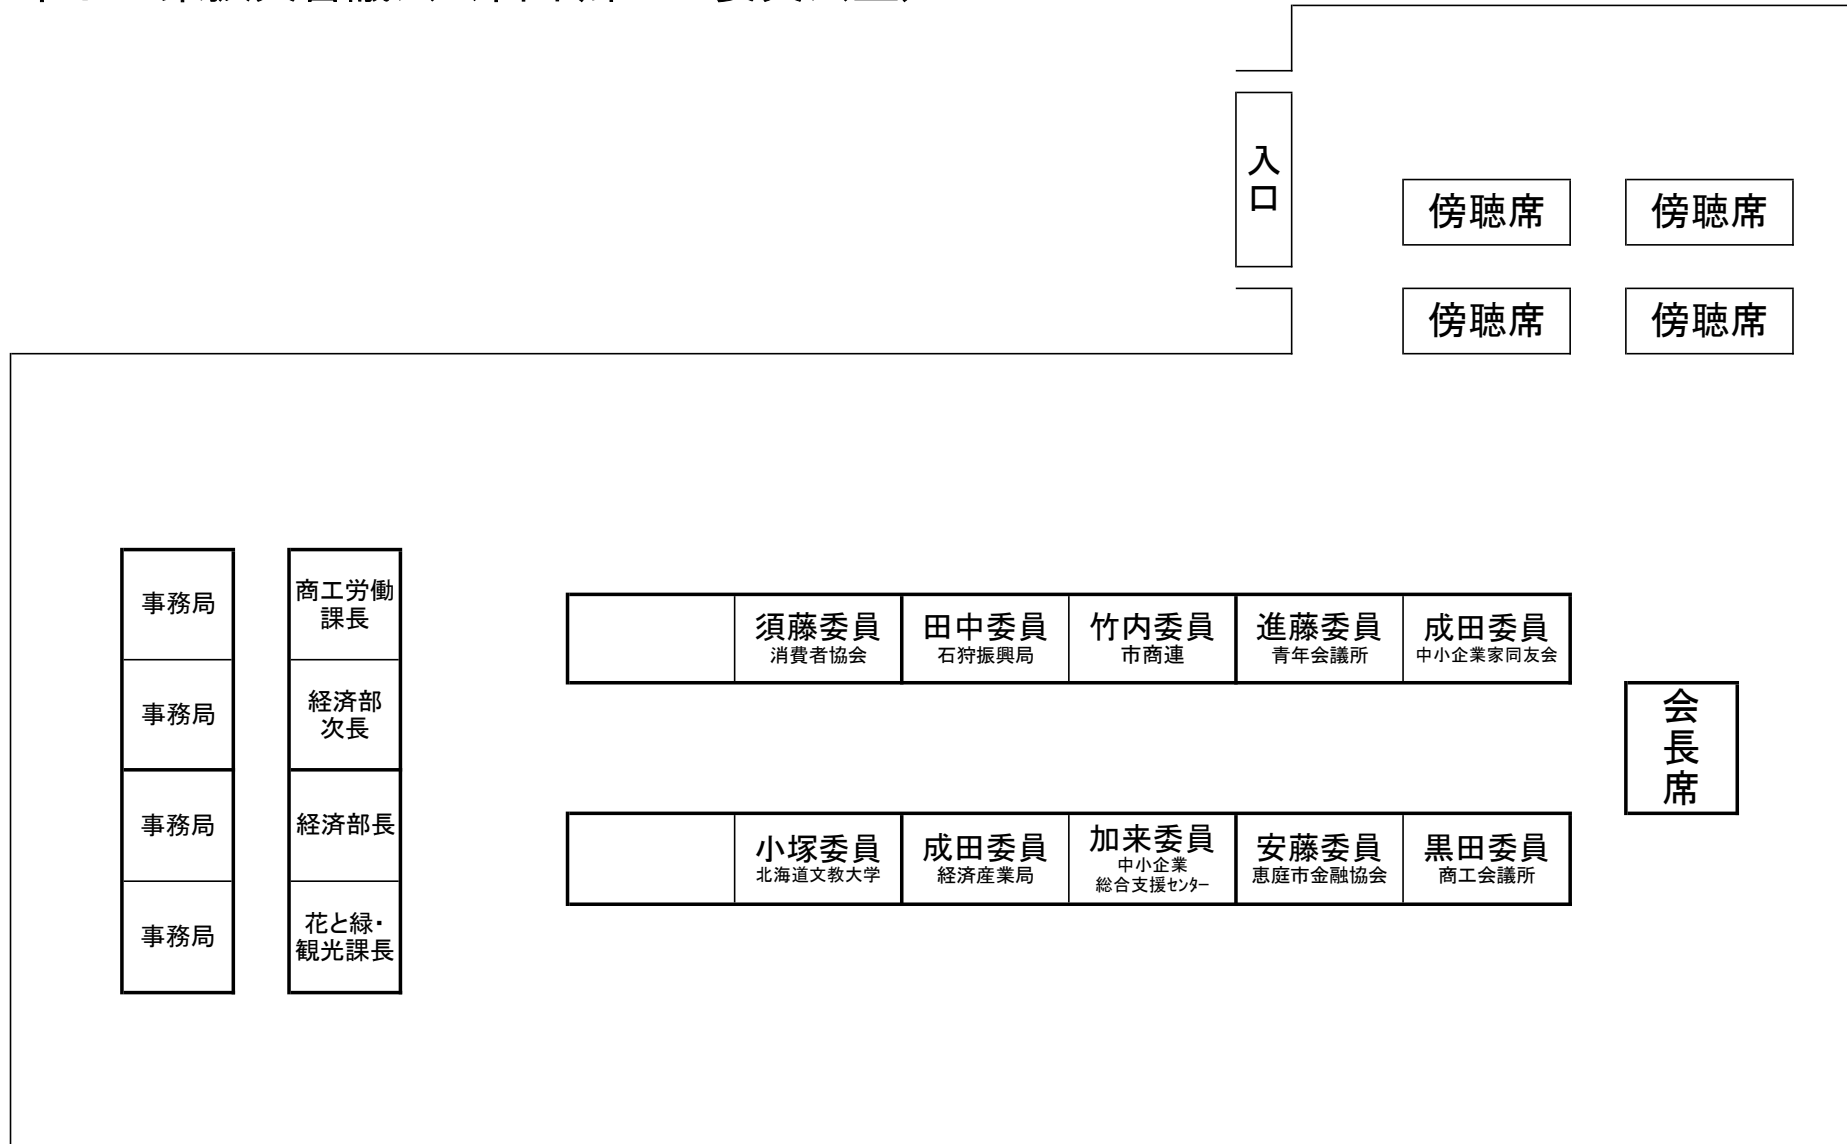 入口
傍聴席
傍聴席
傍聴席
傍聴席
事務局
事務局
事務局
事務局
商工労働
課長
経済部
次長
経済部長
花と緑・
観光課長
須藤委員
消費者協会
田中委員
石狩振興局
竹内委員
市商連
進藤委員
青年会議所
成田委員
中小企業家同友会
会長席
小塚委員
北海道文教大学
成田委員
経済産業局
加来委員
中小企業
総合支援ｾﾝﾀｰ
安藤委員
恵庭市金融協会
黒田委員
商工会議所